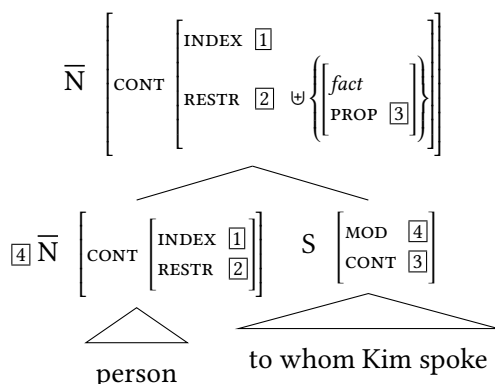 INDEX 1
N̅ CONT RESTR 2 ⊎ { fact
PROP 3 }
4 N̅ CONT INDEX 1 RESTR 2
S MOD 4 CONT 3
person
to whom Kim spoke